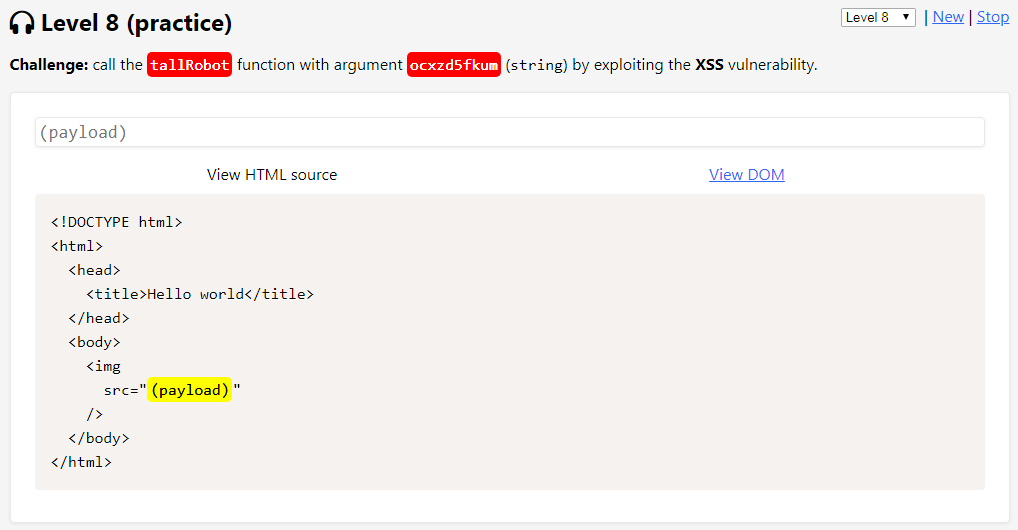 Level 8 (practice)
Level 8 | New | Stop
Challenge: call the tallRobot function with argument ocxzd5fkum (string) by exploiting the XSS vulnerability.
(payload)
View HTML source View DOM
<!DOCTYPE html>
<html>
  <head>
    <title>Hello world</title>
  </head>
  <body>
    <img
      src="(payload)"
    />
  </body>
</html>